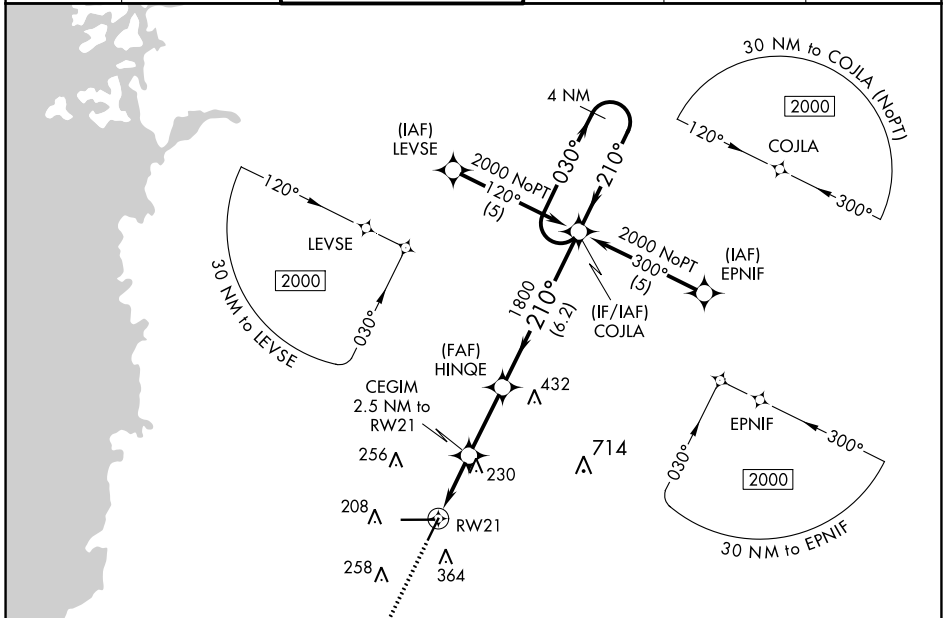 30 NM to COJLA (NoPT)
2000
120°
COJLA
300°
4 NM
030°
210°
(IAF)
LEVSE
2000 NoPT
120°
(5)
2000 NoPT
300°
(5)
(IAF)
EPNIF
(IF/IAF)
COJLA
120°
LEVSE
2000
030°
30 NM to LEVSE
1800
210°
(6.2)
(FAF)
HINQE
432
CEGIM
2.5 NM to
RW21
256
230
714
208
RW21
258
364
EPNIF
300°
030°
2000
30 NM to EPNIF